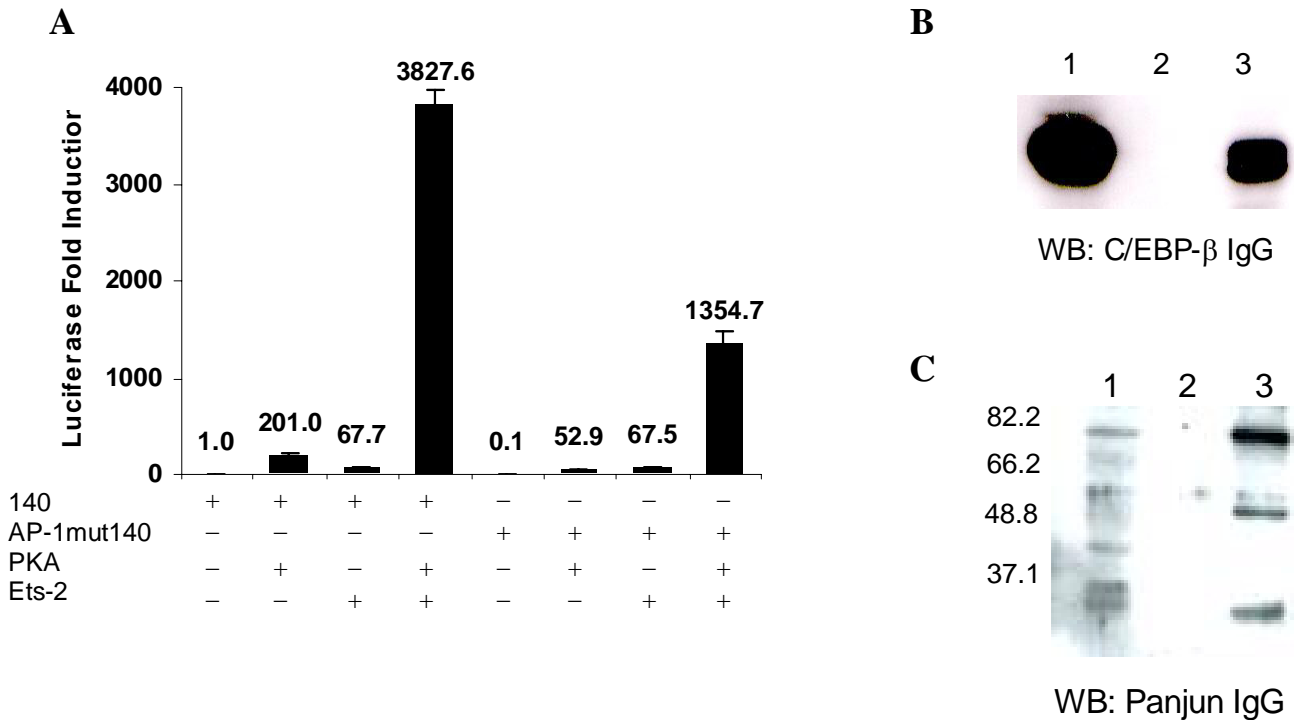 A
Luciferase Fold Induction
4000
3000
2000
1000
0
1.0
201.0
67.7
3827.6
0.1
52.9
67.5
1354.7
140 + + + + − − − −
AP-1mut140 − − − − + + + +
PKA − + − + − + − +
Ets-2 − − + + − − + +
B
1 2 3
WB: C/EBP-β IgG
C
1 2 3
82.2
66.2
48.8
37.1
WB: Panjun IgG